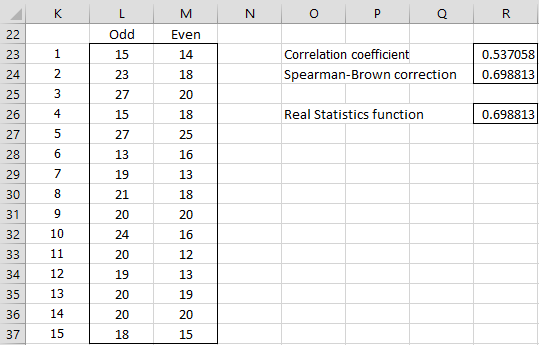 K L M N O P Q R
22 Odd Even
23 1 15 14 Correlation coefficient 0.537058
24 2 23 18 Spearman-Brown correction 0.698813
25 3 27 20
26 4 15 18 Real Statistics function 0.698813
27 5 27 25
28 6 13 16
29 7 19 13
30 8 21 18
31 9 20 20
32 10 24 16
33 11 20 12
34 12 19 13
35 13 20 19
36 14 20 20
37 15 18 15